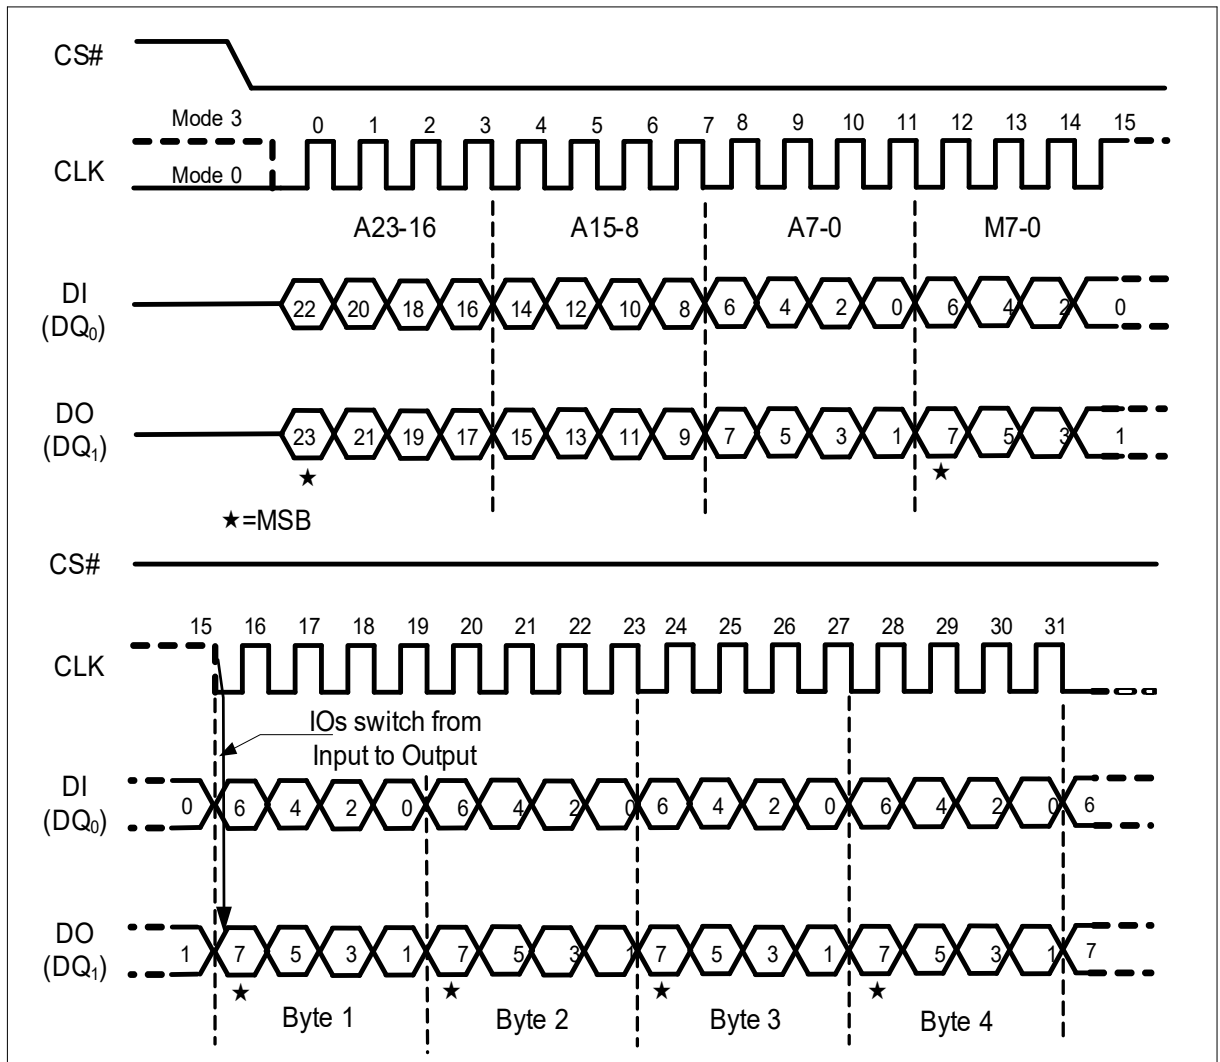 CS#
Mode 3
0 1 2 3 4 5 6 7 8 9 10 11 12 13 14 15
CLK
Mode 0
A23-16 A15-8 A7-0 M7-0
DI
(DQ0)
22 20 18 16 14 12 10 8 6 4 2 0 6 4 2 0
DO
(DQ1)
23 21 19 17 15 13 11 9 7 5 3 1 7 5 3 1
★ ★
★=MSB
CS#
15 16 17 18 19 20 21 22 23 24 25 26 27 28 29 30 31
CLK
IOs switch from
Input to Output
DI
(DQ0)
0 6 4 2 0 6 4 2 0 6 4 2 0 6 4 2 0 6
DO
(DQ1)
1 7 5 3 1 7 5 3 1 7 5 3 1 7 5 3 1 7
★ ★ ★ ★
Byte 1 Byte 2 Byte 3 Byte 4